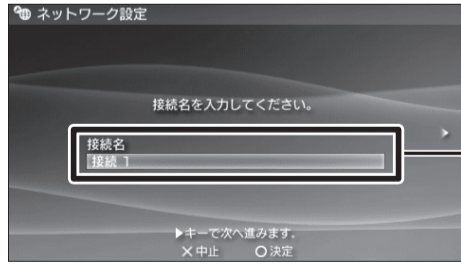 ネットワーク設定
接続名を入力してください。
接続名
接続 1
▶キーで次へ進みます。
✕中止 ○決定